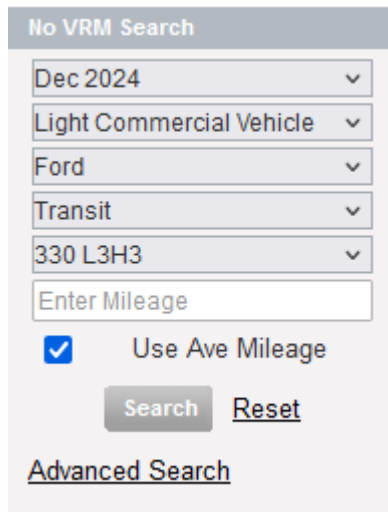 No VRM Search
Dec 2024
Light Commercial Vehicle
Ford
Transit
330 L3H3
Enter Mileage
Use Ave Mileage
Search Reset
Advanced Search